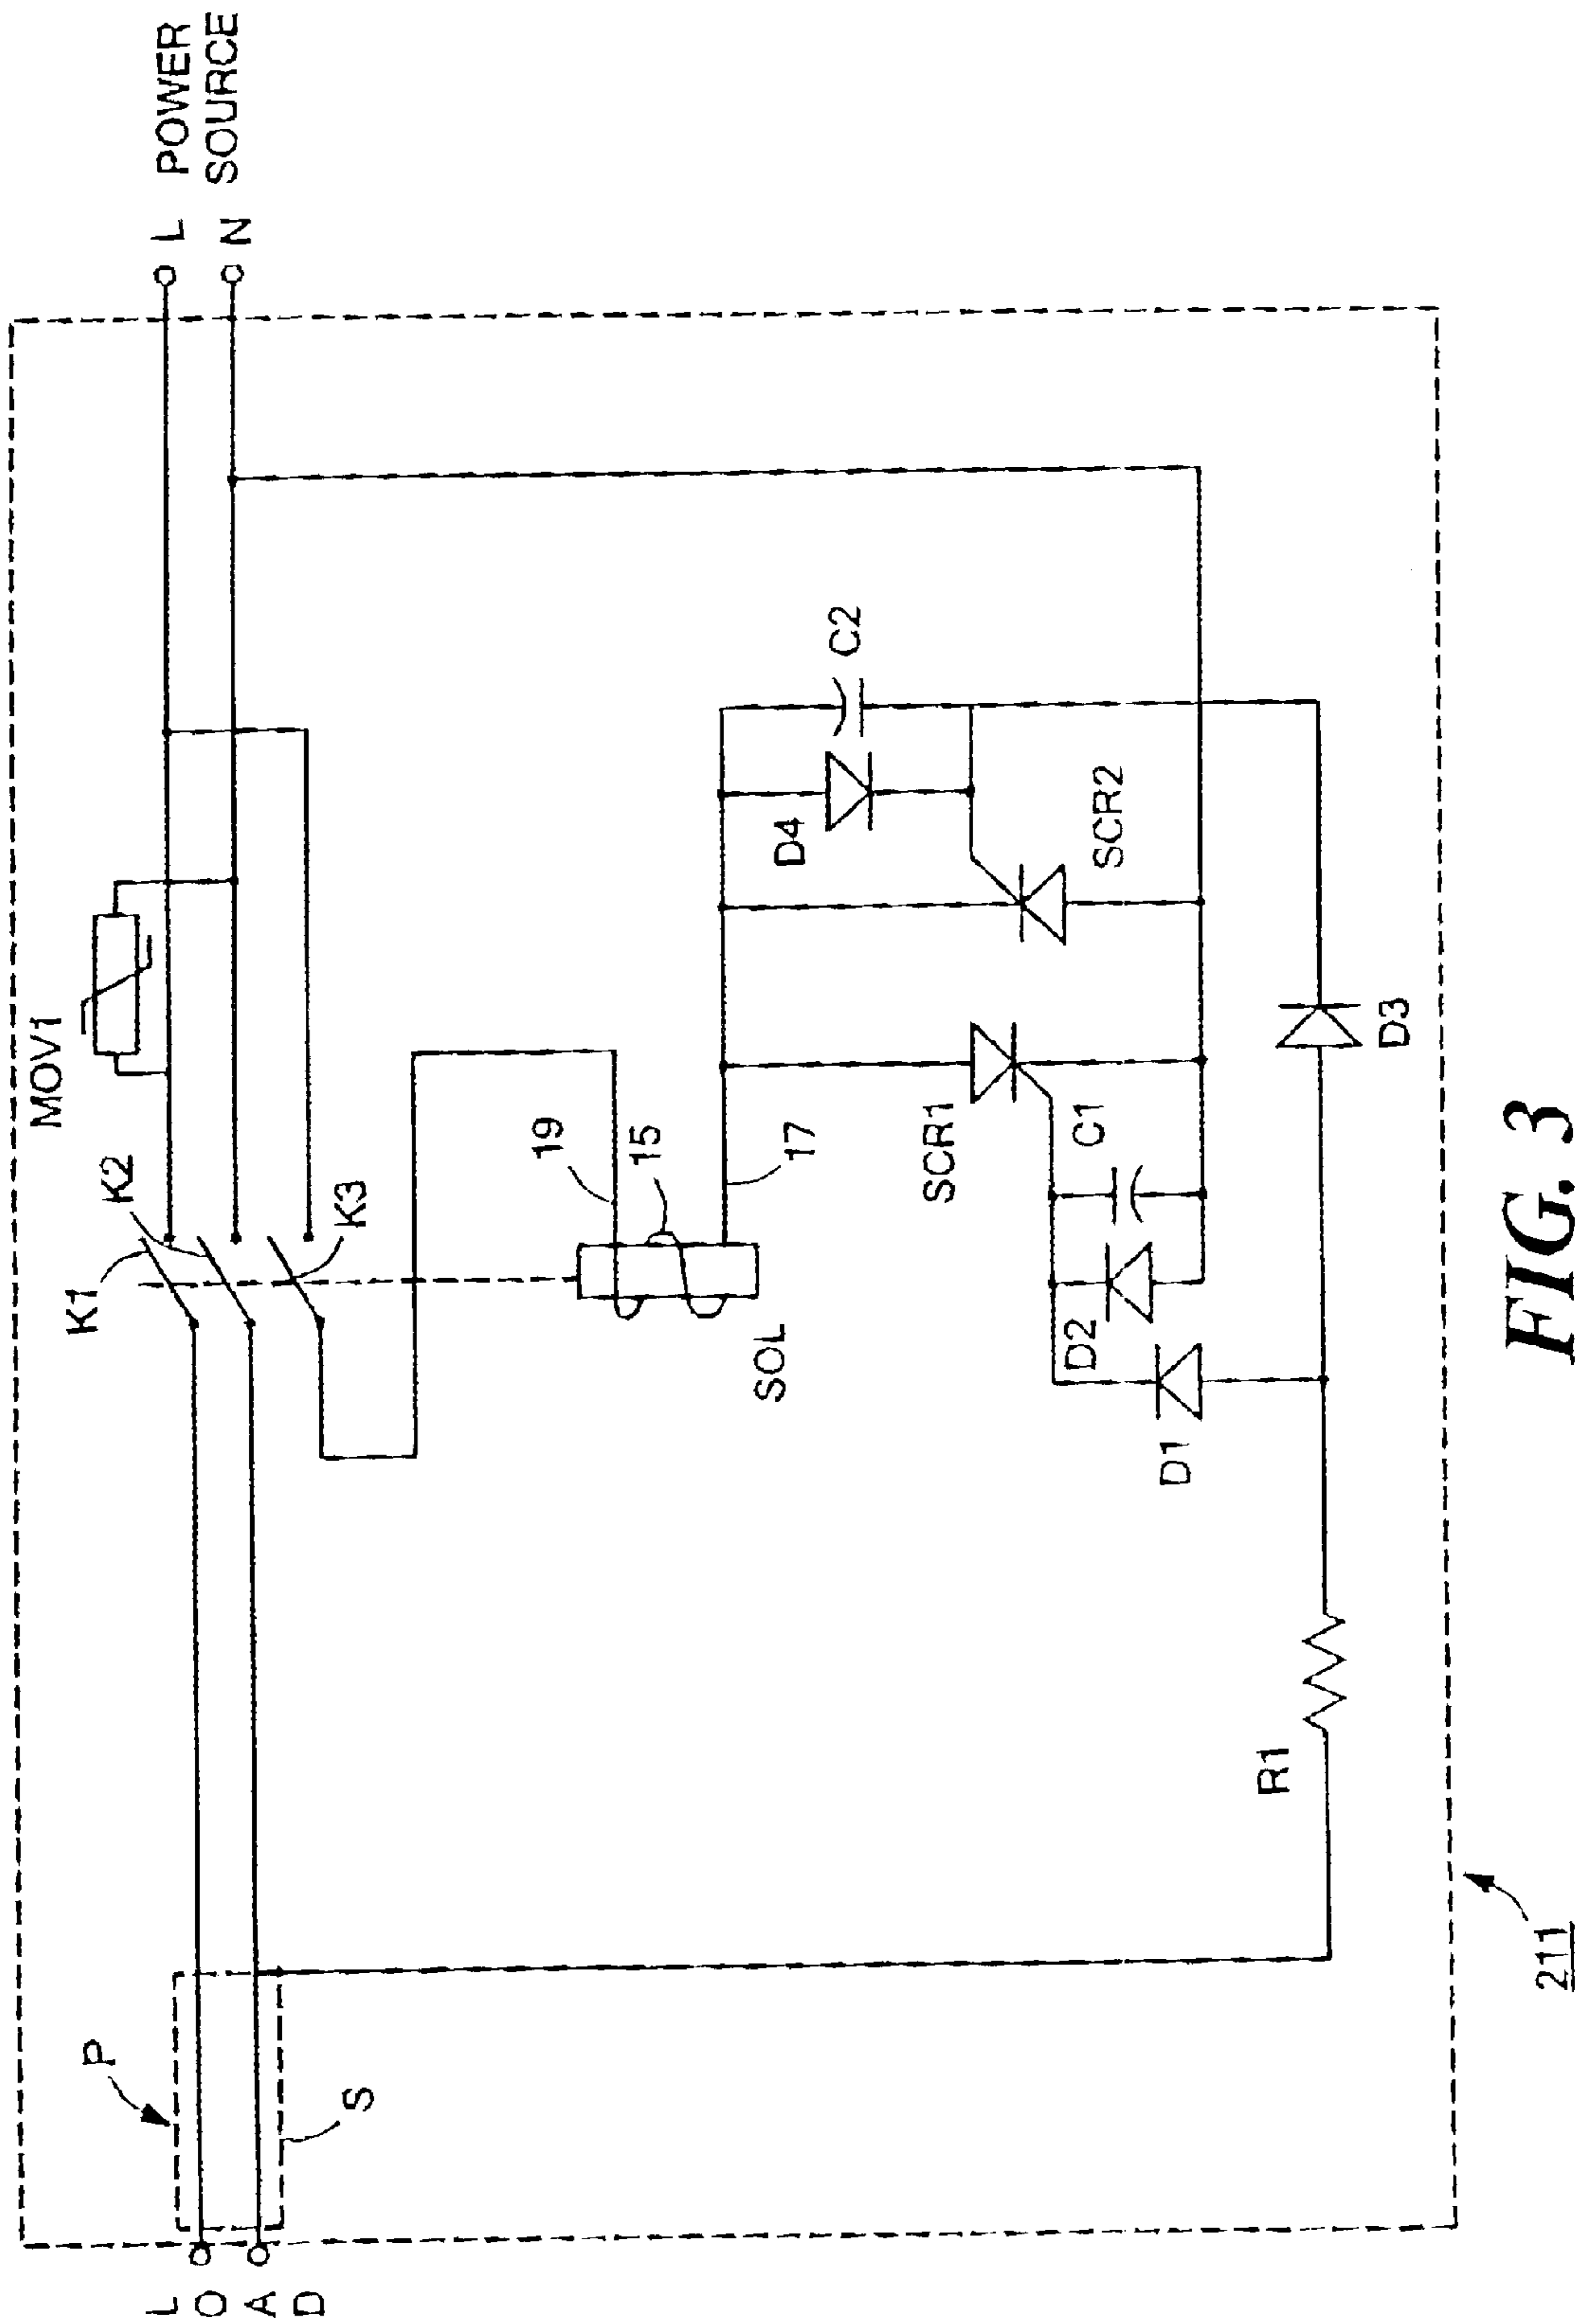 L POWER
N SOURCE
MOV1
K1
K2
K3
19
15
17
SOL
C2
D4
SCR2
SCR1
C1
D2
D1
D3
R1
P
S
L
O
A
D
211
FIG. 3